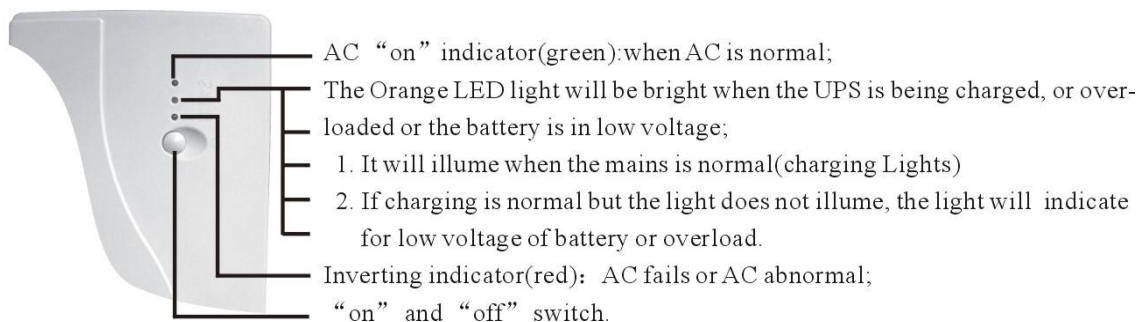 AC “on” indicator(green):when AC is normal;
The Orange LED light will be bright when the UPS is being charged, or over-
loaded or the battery is in low voltage;
1. It will illume when the mains is normal(charging Lights)
2. If charging is normal but the light does not illume, the light will indicate
for low voltage of battery or overload.
Inverting indicator(red): AC fails or AC abnormal;
“on” and “off” switch.